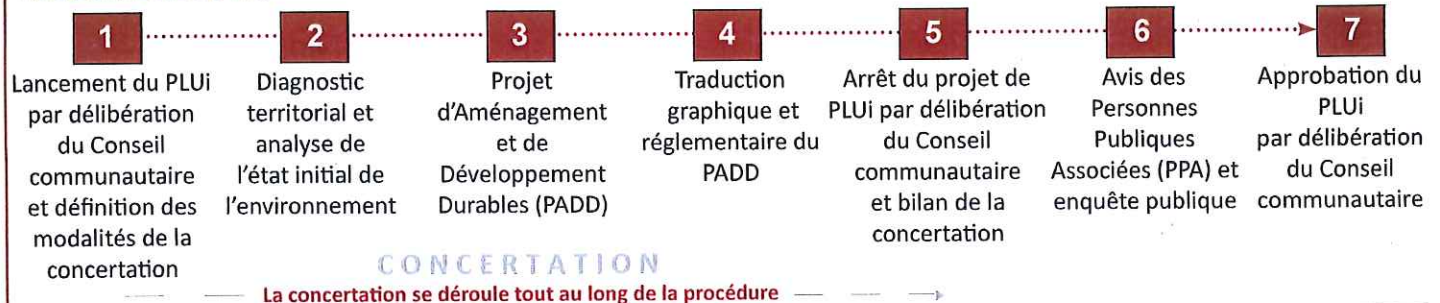 1
Lancement du PLUi
par délibération
du Conseil
communautaire
et définition des
modalités de la
concertation
2
Diagnostic
territorial et
analyse de
l'état initial de
l'environnement
3
Projet
d'Aménagement
et de
Développement
Durables (PADD)
4
Traduction
graphique et
réglementaire du
PADD
5
Arrêt du projet de
PLUi par délibération
du Conseil
communautaire
et bilan de la
concertation
6
Avis des
Personnes
Publiques
Associées (PPA) et
enquête publique
7
Approbation du
PLUi
par délibération
du Conseil
communautaire
CONCERTATION
La concertation se déroule tout au long de la procédure